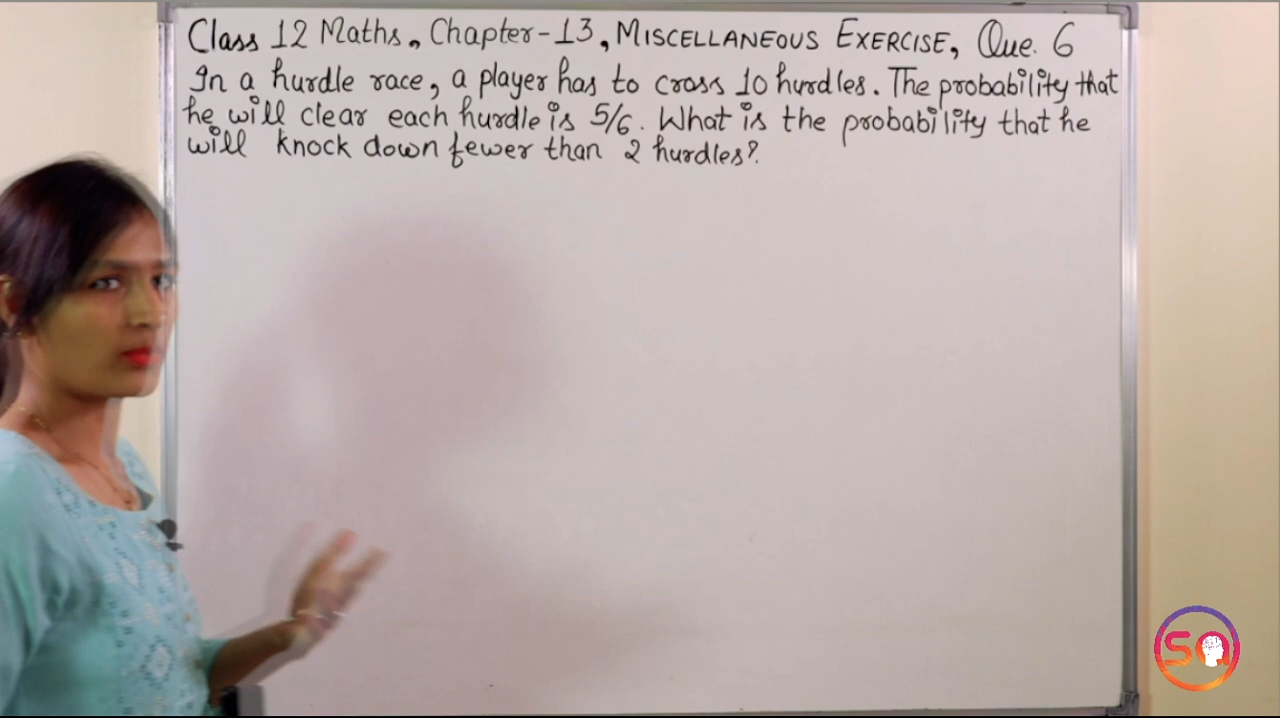 Class 12 Maths, Chapter-13, MISCELLANEOUS EXERCISE, Que. 6
In a hurdle race, a player has to cross 10 hurdles. The probability that
he will clear each hurdle is 5/6. What is the probability that he
will knock down fewer than 2 hurdles?
SQ